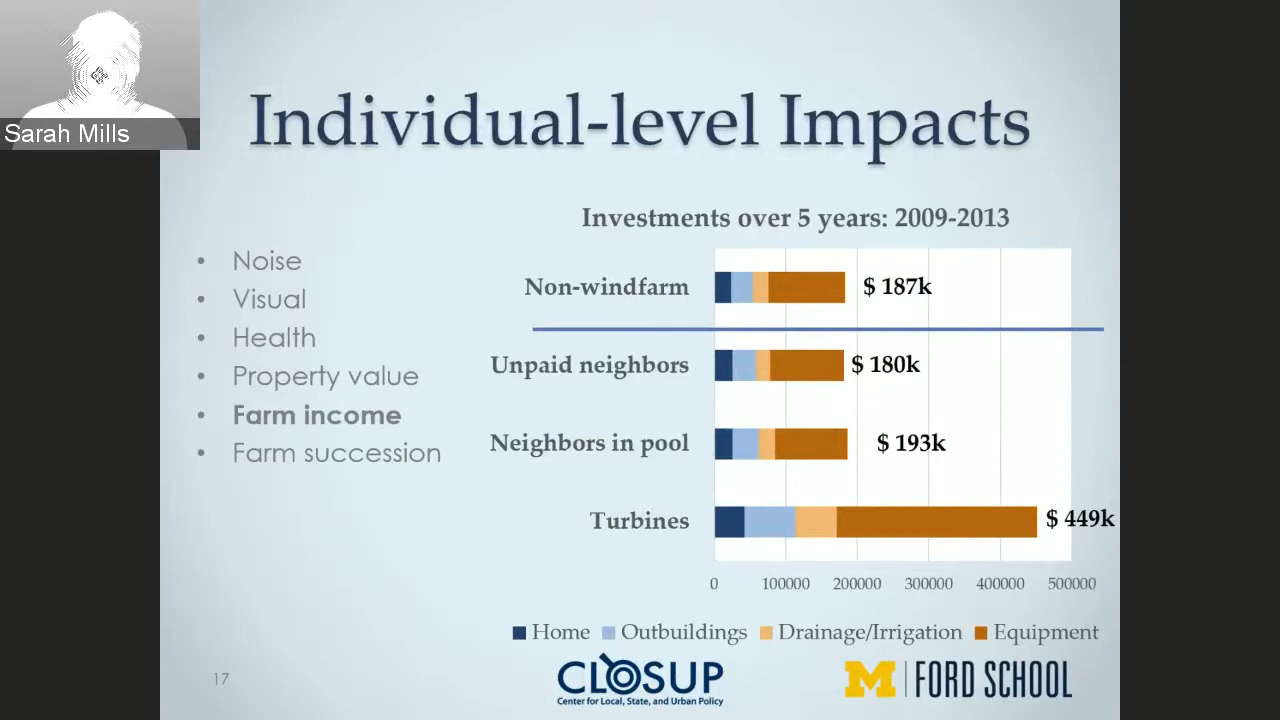 Sarah Mills
Individual-level Impacts
• Noise
• Visual
• Health
• Property value
• Farm income
• Farm succession
Investments over 5 years: 2009-2013
Non-windfarm $ 187k
Unpaid neighbors $ 180k
Neighbors in pool $ 193k
Turbines $ 449k
0 100000 200000 300000 400000 500000
Home Outbuildings Drainage/Irrigation Equipment
17
CLOSUP
Center for Local, State, and Urban Policy
M FORD SCHOOL